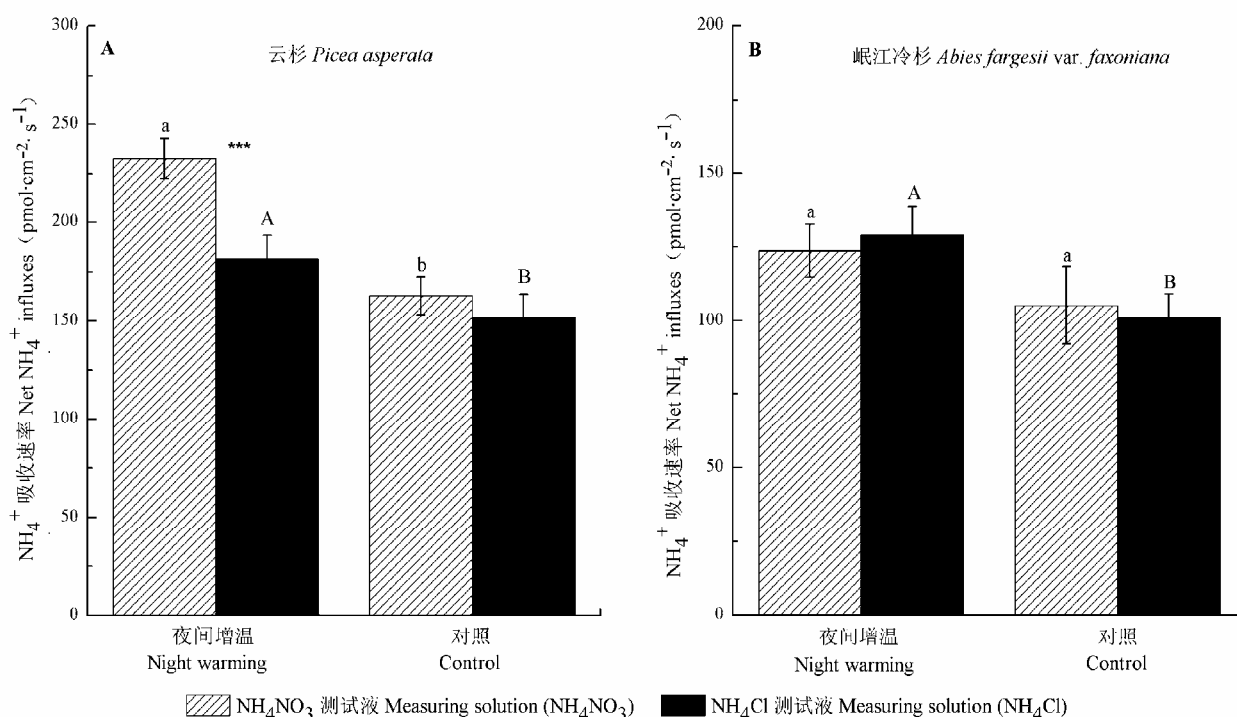 A
云杉 Picea asperata
NH4+ 吸收速率 Net NH4+ influxes (pmol·cm−2· s−1)
300
250
200
150
100
50
0
a
***
A
b
B
夜间增温
Night warming
对照
Control
B
岷江冷杉 Abies fargesii var. faxoniana
NH4+ 吸收速率 Net NH4+ influxes (pmol·cm−2· s−1)
200
150
100
50
0
a
A
a
B
夜间增温
Night warming
对照
Control
NH4NO3 测试液 Measuring solution (NH4NO3)
NH4Cl 测试液 Measuring solution (NH4Cl)